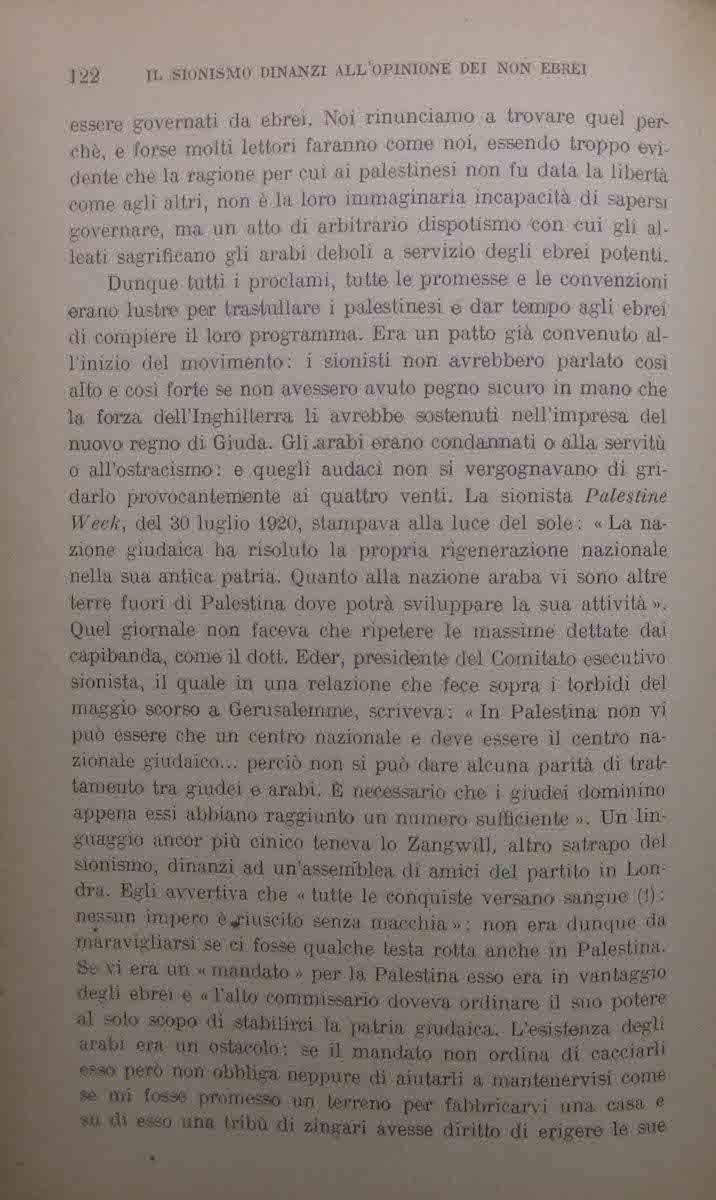 122 IL SIONISMO DINANZI ALL'OPINIONE DEI NON EBREI
essere governati da ebrei. Noi rinunciamo a trovare quel per-
chè, e forse molti lettori faranno come noi, essendo troppo evi-
dente che la ragione per cui ai palestinesi non fu data la libertà
come agli altri, non è la loro immaginaria incapacità di sapersi
governare, ma un atto di arbitrario dispotismo con cui gli al-
leati sagrificano gli arabi deboli a servizio degli ebrei potenti.
Dunque tutti i proclami, tutte le promesse e le convenzioni
erano lustre per trastullare i palestinesi e dar tempo agli ebrei
di compiere il loro programma. Era un patto già convenuto al-
l'inizio del movimento: i sionisti non avrebbero parlato così
alto e così forte se non avessero avuto pegno sicuro in mano che
la forza dell'Inghilterra li avrebbe sostenuti nell'impresa del
nuovo regno di Giuda. Gli arabi erano condannati o alla servitù
o all'ostracismo: e quegli audaci non si vergognavano di gri-
darlo provocantemente ai quattro venti. La sionista Palestine
Week, del 30 luglio 1920, stampava alla luce del sole: « La na-
zione giudaica ha risoluto la propria rigenerazione nazionale
nella sua antica patria. Quanto alla nazione araba vi sono altre
terre fuori di Palestina dove potrà sviluppare la sua attività ».
Quel giornale non faceva che ripetere le massime dettate dai
capibanda, come il dott. Eder, presidente del Comitato esecutivo
sionista, il quale in una relazione che fece sopra i torbidi del
maggio scorso a Gerusalemme, scriveva: « In Palestina non vi
può essere che un centro nazionale e deve essere il centro na-
zionale giudaico... perciò non si può dare alcuna parità di trat-
tamento tra giudei e arabi. È necessario che i giudei dominino
appena essi abbiano raggiunto un numero sufficiente ». Un lin-
guaggio ancor più cinico teneva lo Zangwill, altro satrapo del
sionismo, dinanzi ad un'assemblea di amici del partito in Lon-
dra. Egli avvertiva che « tutte le conquiste versano sangue (!):
nessun impero è riuscito senza macchia »: non era dunque da
maravigliarsi se ci fosse qualche testa rotta anche in Palestina.
Se vi era un « mandato » per la Palestina esso era in vantaggio
degli ebrei e « l'alto commissario doveva ordinare il suo potere
al solo scopo di stabilirci la patria giudaica. L'esistenza degli
arabi era un ostacolo: se il mandato non ordina di cacciarli
esso però non obbliga neppure di aiutarli a mantenervisi come
se mi fosse promesso un terreno per fabbricarvi una casa e
su di esso una tribù di zingari avesse diritto di erigere le sue